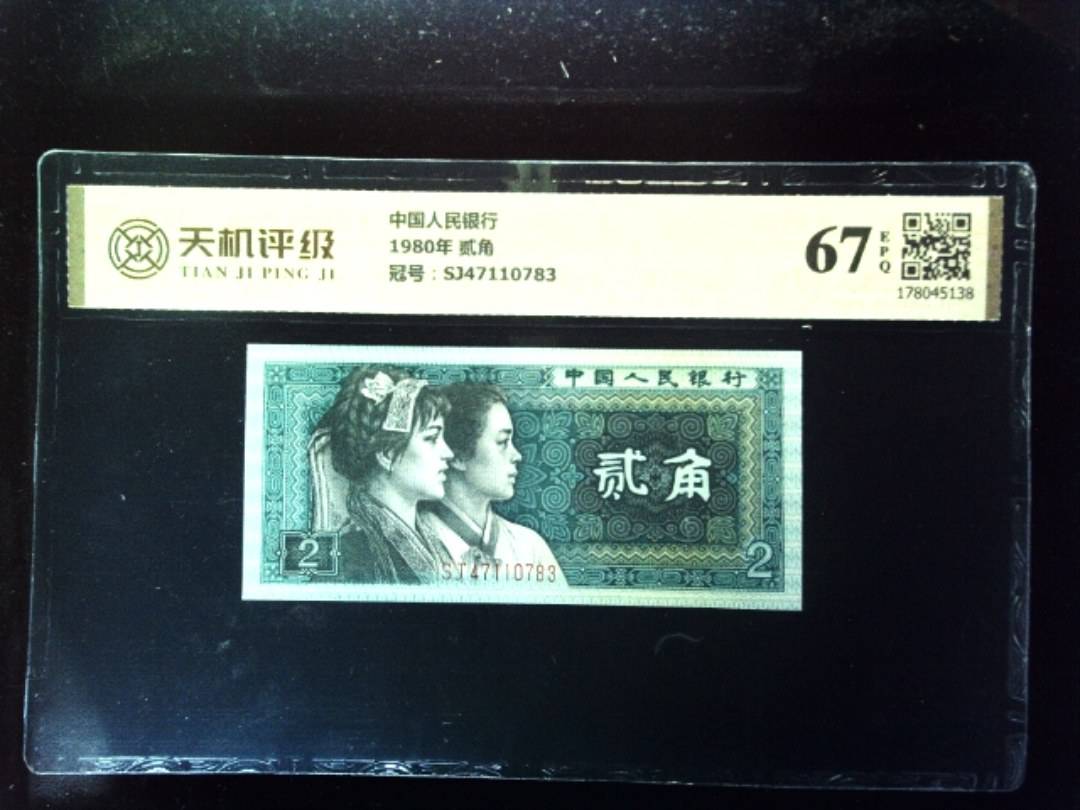 天机评级
TIAN JI PING JI
中国人民银行
1980年 贰角
冠号：SJ47110783
67
EPQ
178045138
中国人民银行
贰角
2
2
SJ47110783